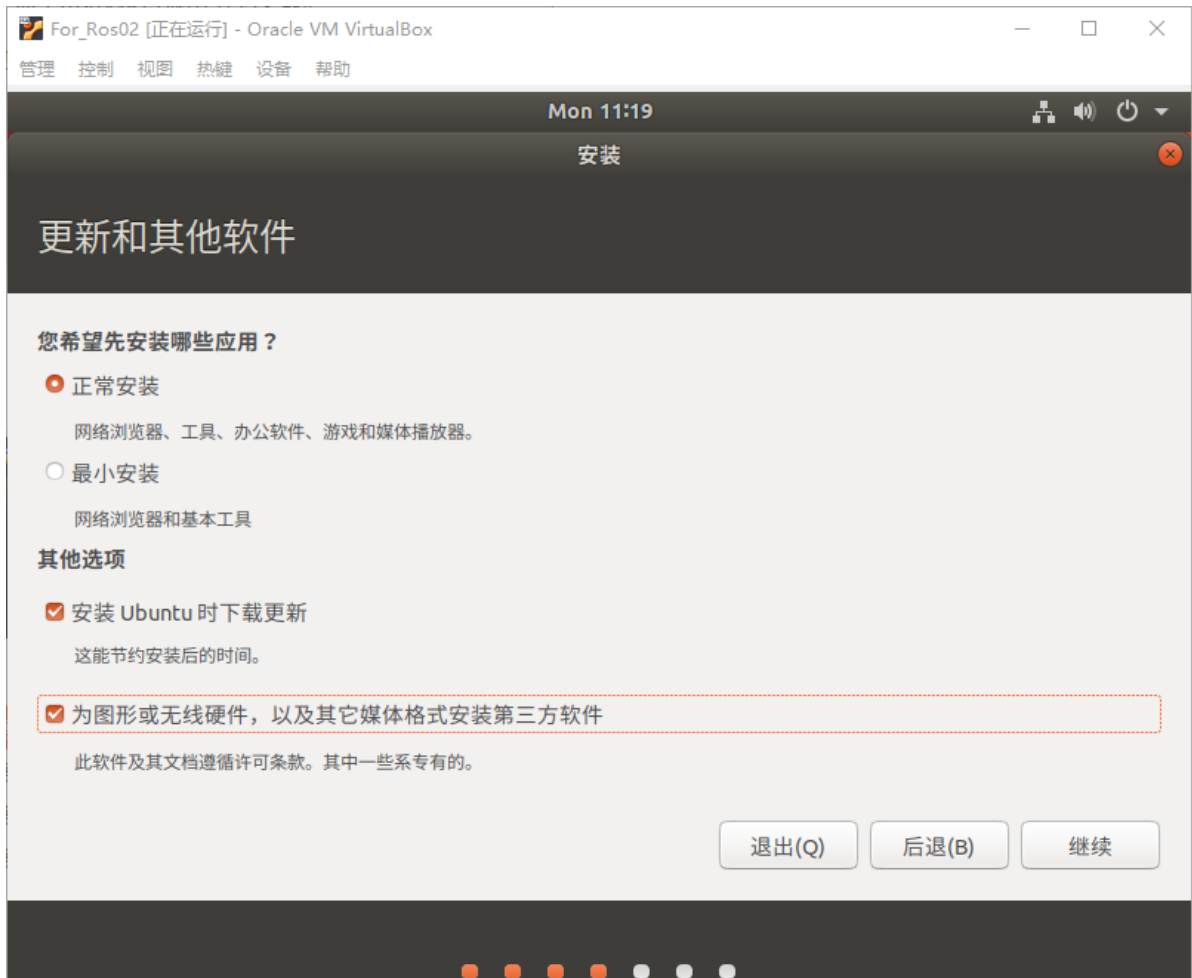 For_Ros02 [正在运行] - Oracle VM VirtualBox
管理 控制 视图 热键 设备 帮助
Mon 11:19
安装
更新和其他软件
您希望先安装哪些应用？
正常安装
网络浏览器、工具、办公软件、游戏和媒体播放器。
最小安装
网络浏览器和基本工具
其他选项
安装 Ubuntu 时下载更新
这能节约安装后的时间。
为图形或无线硬件，以及其它媒体格式安装第三方软件
此软件及其文档遵循许可条款。其中一些系专有的。
退出(Q) 后退(B) 继续